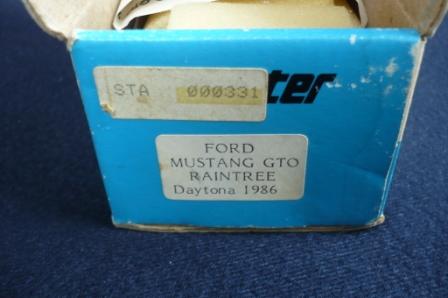 STA 000331
ter
FORD
MUSTANG GTO
RAINTREE
Daytona 1986